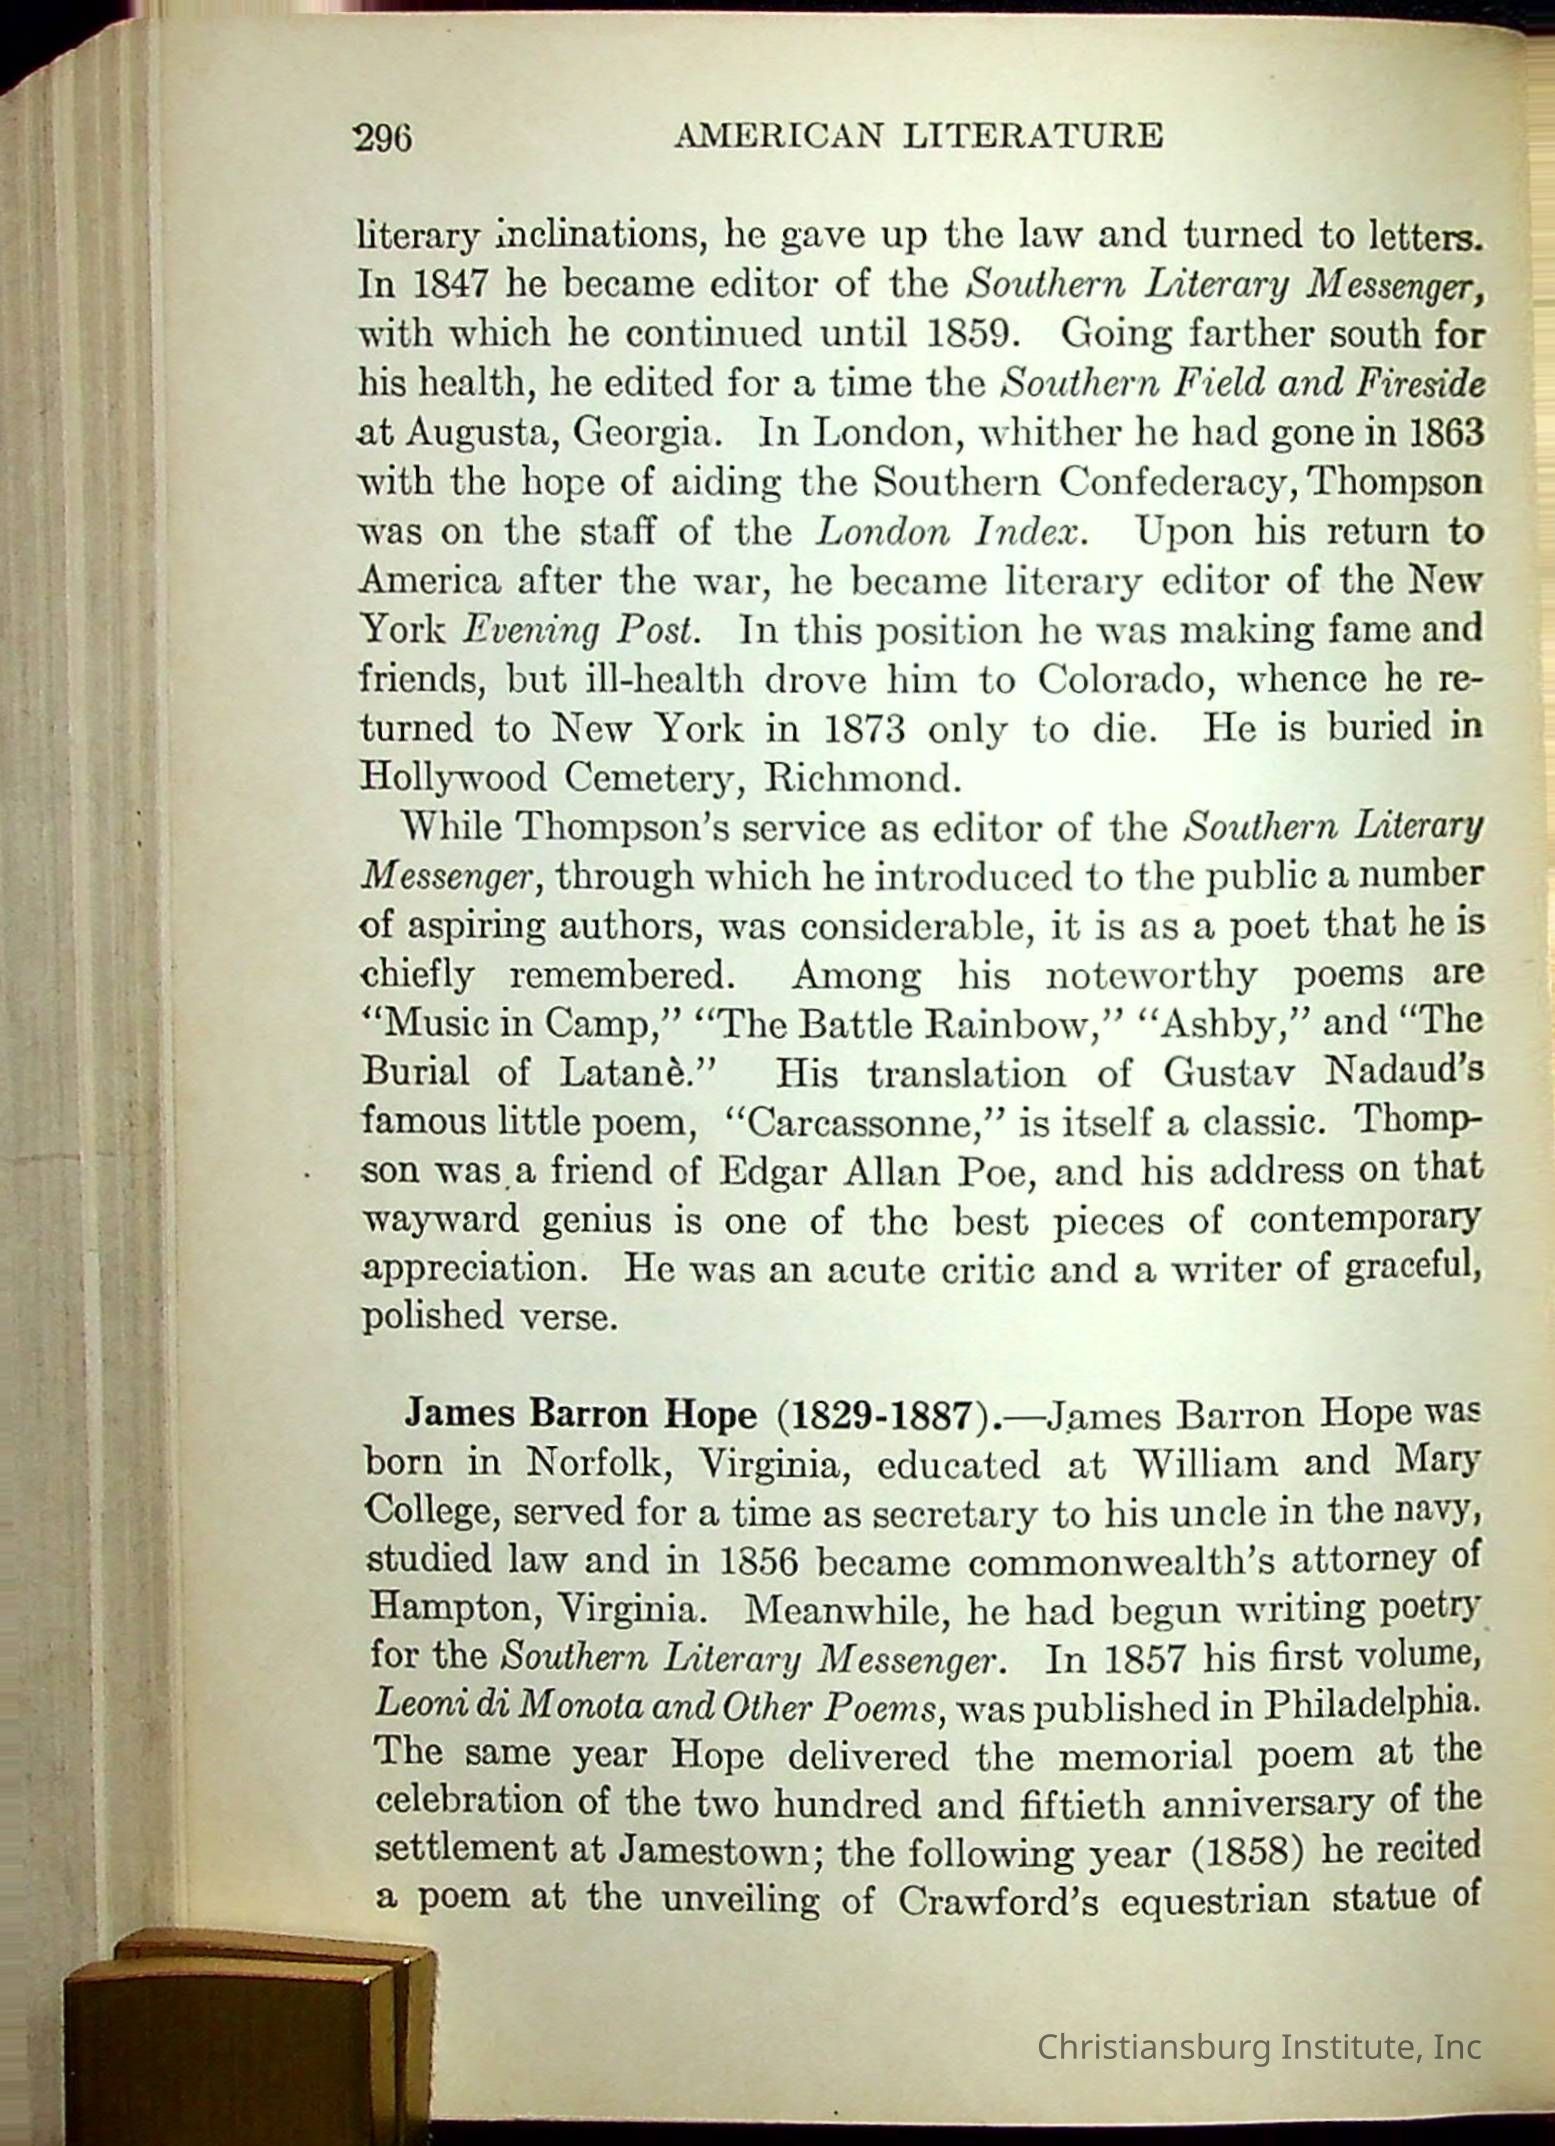 296 AMERICAN LITERATURE
literary inclinations, he gave up the law and turned to letters.
In 1847 he became editor of the Southern Literary Messenger,
with which he continued until 1859. Going farther south for
his health, he edited for a time the Southern Field and Fireside
at Augusta, Georgia. In London, whither he had gone in 1863
with the hope of aiding the Southern Confederacy, Thompson
was on the staff of the London Index. Upon his return to
America after the war, he became literary editor of the New
York Evening Post. In this position he was making fame and
friends, but ill-health drove him to Colorado, whence he re-
turned to New York in 1873 only to die. He is buried in
Hollywood Cemetery, Richmond.
While Thompson's service as editor of the Southern Literary
Messenger, through which he introduced to the public a number
of aspiring authors, was considerable, it is as a poet that he is
chiefly remembered. Among his noteworthy poems are
“Music in Camp,” “The Battle Rainbow,” “Ashby,” and “The
Burial of Latanè.” His translation of Gustav Nadaud's
famous little poem, “Carcassonne,” is itself a classic. Thomp-
son was a friend of Edgar Allan Poe, and his address on that
wayward genius is one of the best pieces of contemporary
appreciation. He was an acute critic and a writer of graceful,
polished verse.
James Barron Hope (1829-1887).—James Barron Hope was
born in Norfolk, Virginia, educated at William and Mary
College, served for a time as secretary to his uncle in the navy,
studied law and in 1856 became commonwealth's attorney of
Hampton, Virginia. Meanwhile, he had begun writing poetry
for the Southern Literary Messenger. In 1857 his first volume,
Leoni di Monota and Other Poems, was published in Philadelphia.
The same year Hope delivered the memorial poem at the
celebration of the two hundred and fiftieth anniversary of the
settlement at Jamestown; the following year (1858) he recited
a poem at the unveiling of Crawford's equestrian statue of
Christiansburg Institute, Inc